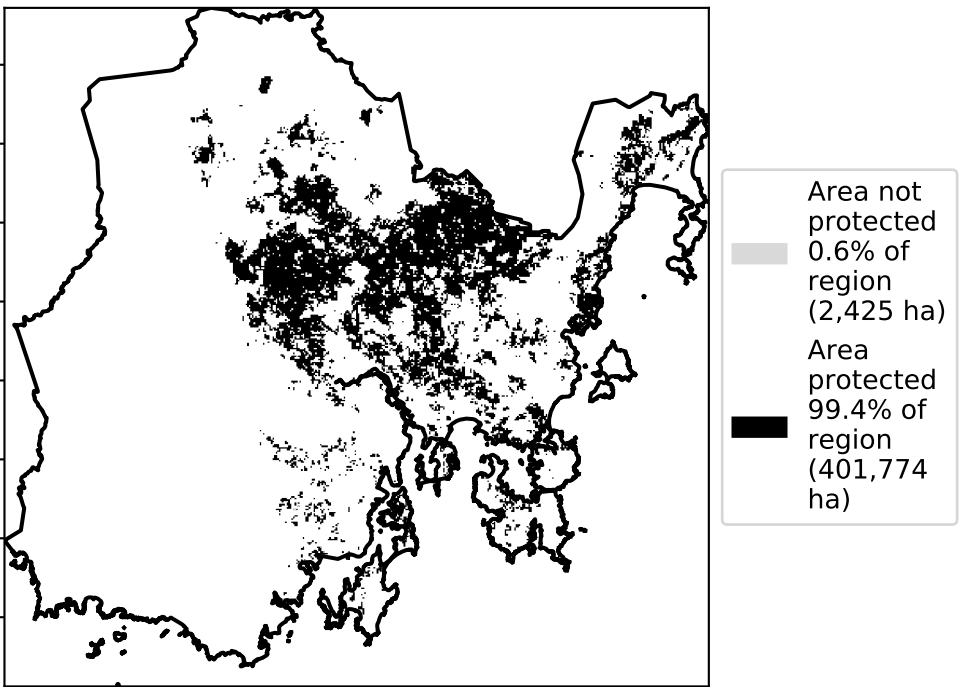 Area not
protected
0.6% of
region
(2,425 ha)
Area
protected
99.4% of
region
(401,774
ha)